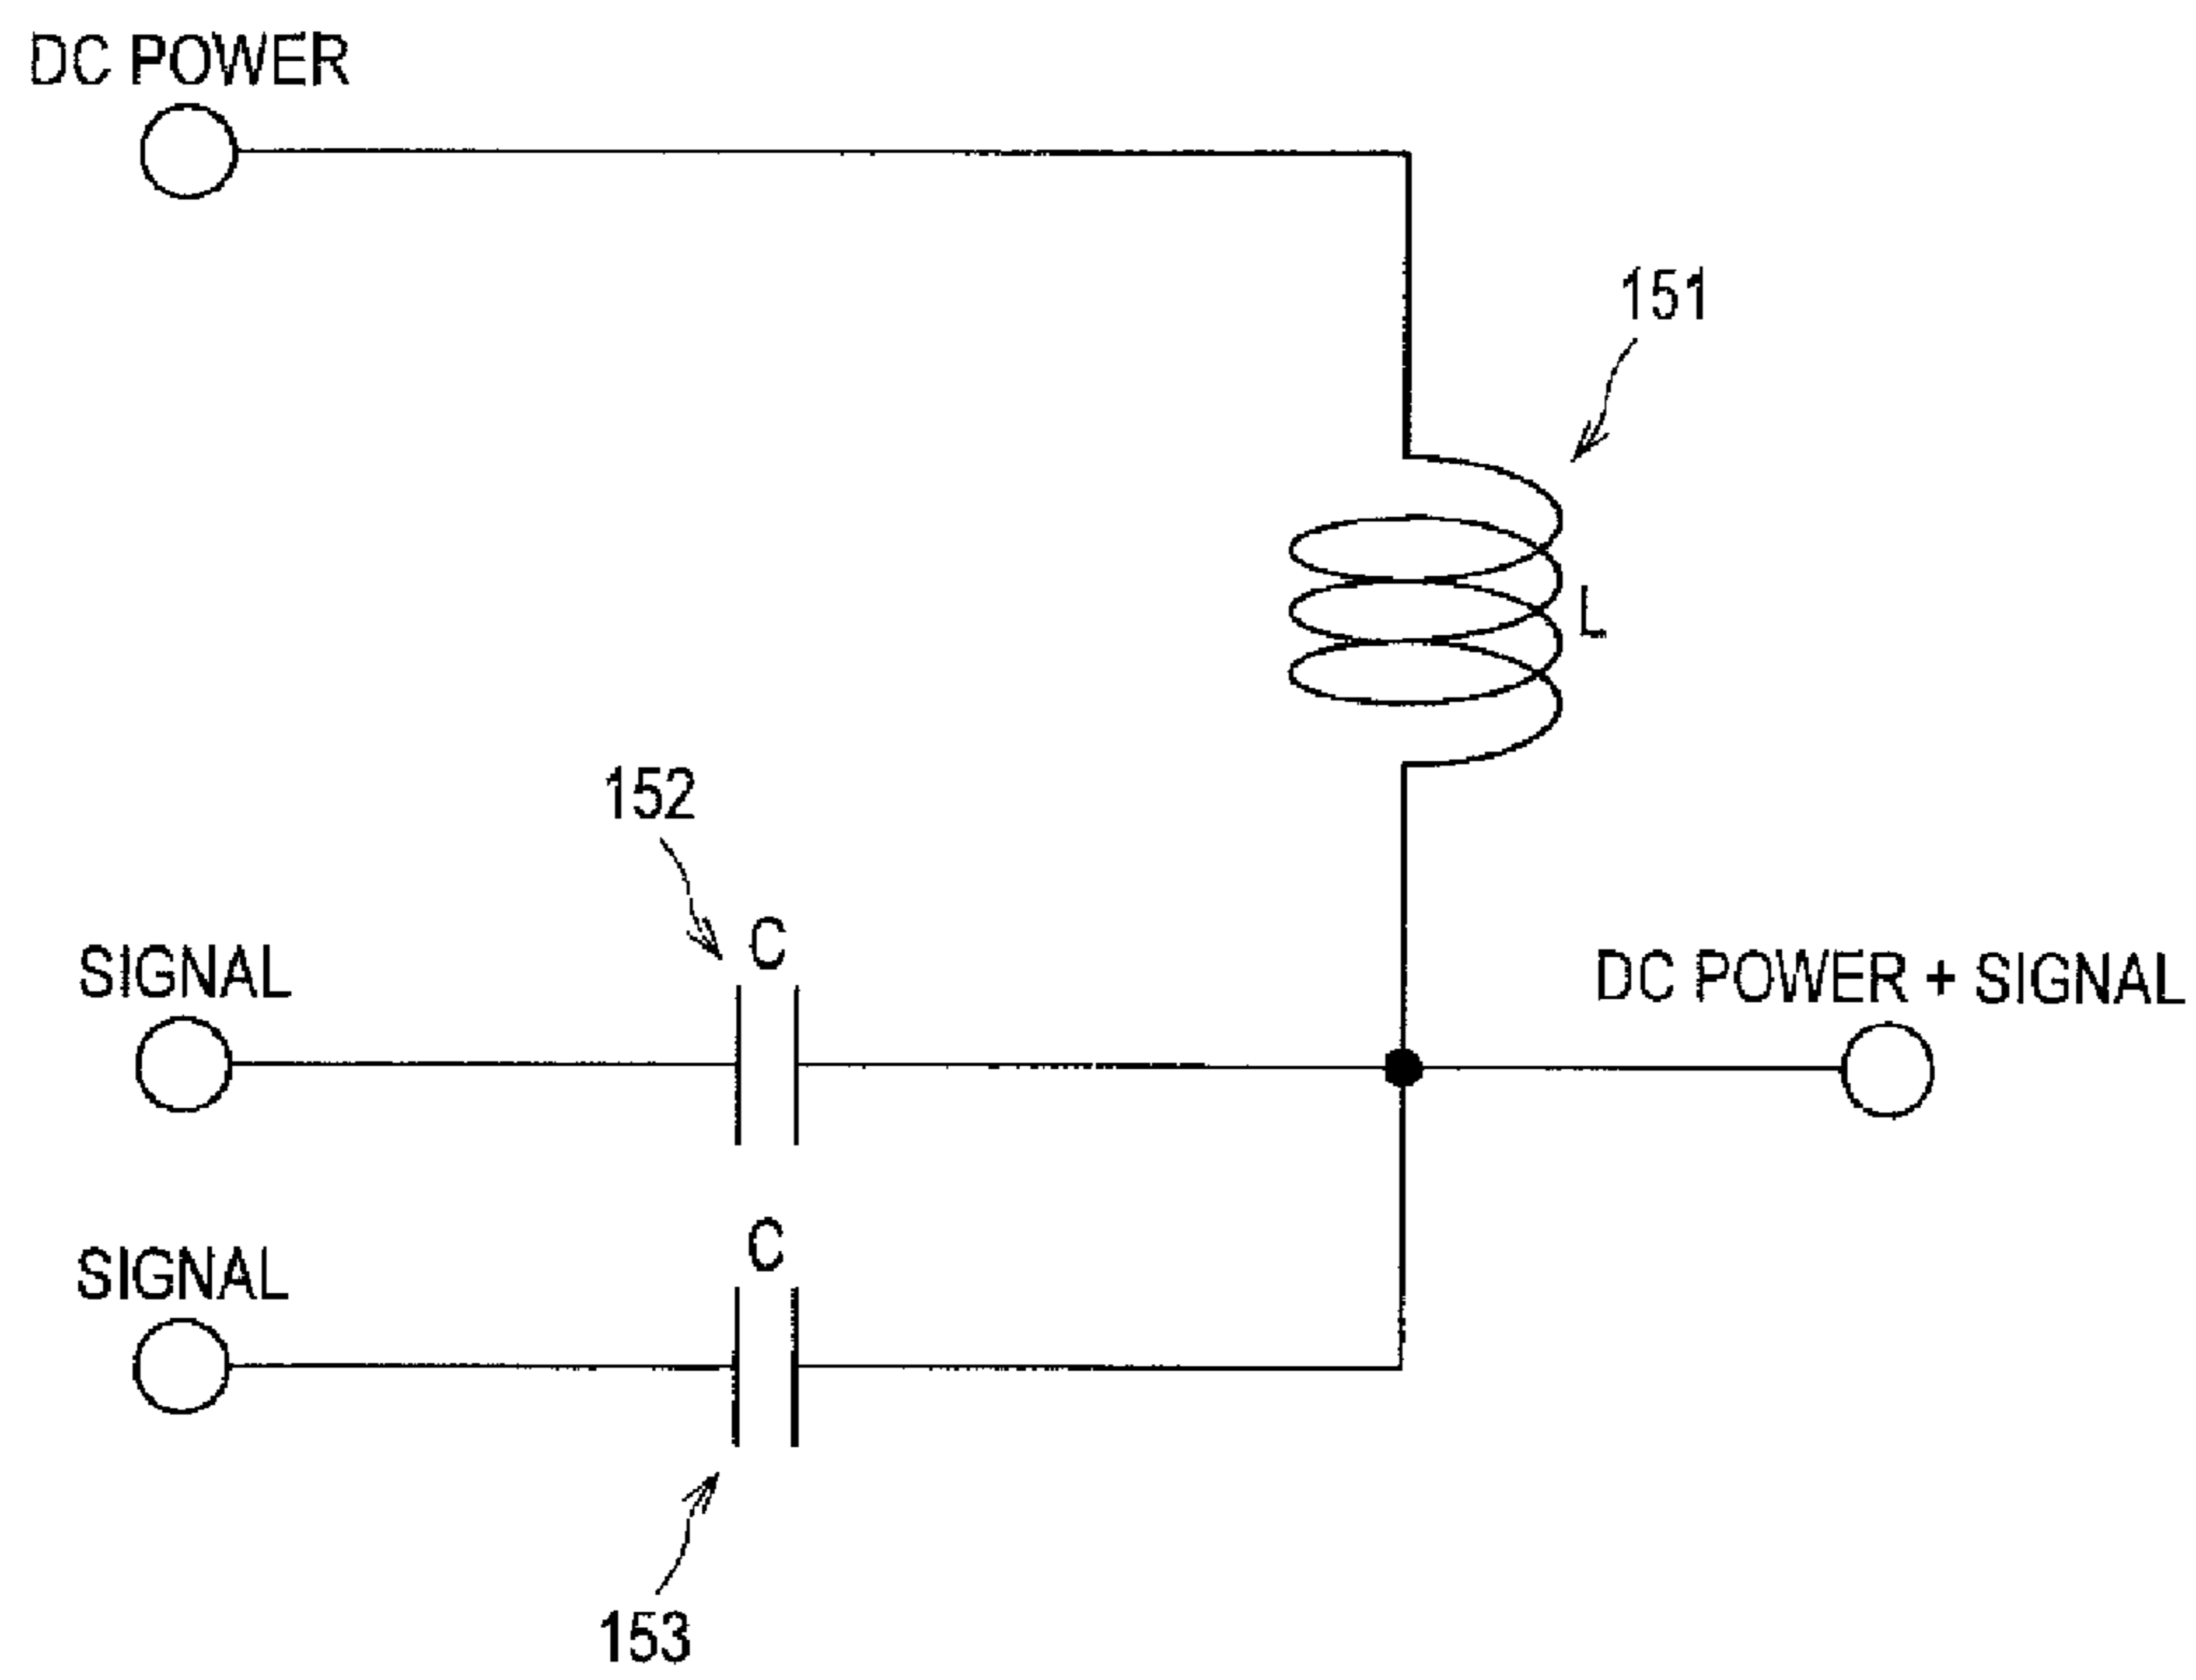 DC POWER
151
L
152
C
SIGNAL
DC POWER + SIGNAL
C
SIGNAL
153